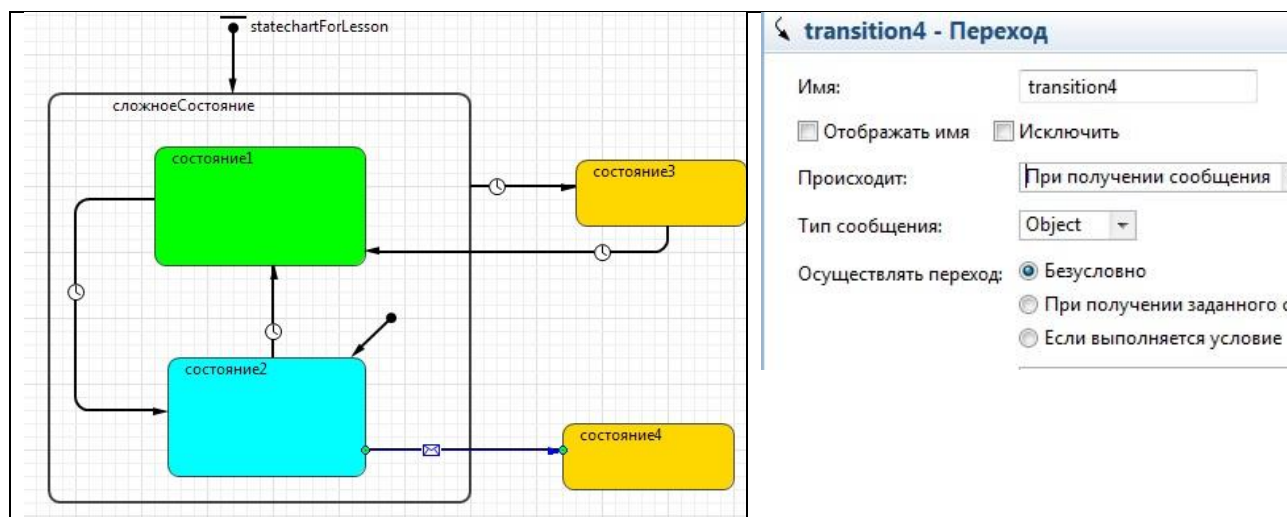 statechartForLesson
сложноеСостояние
состояние1
состояние3
состояние2
состояние4
transition4 - Переход
Имя: transition4
Отображать имя Исключить
Происходит: При получении сообщения
Тип сообщения: Object
Осуществлять переход: Безусловно
При получении заданного
Если выполняется условие